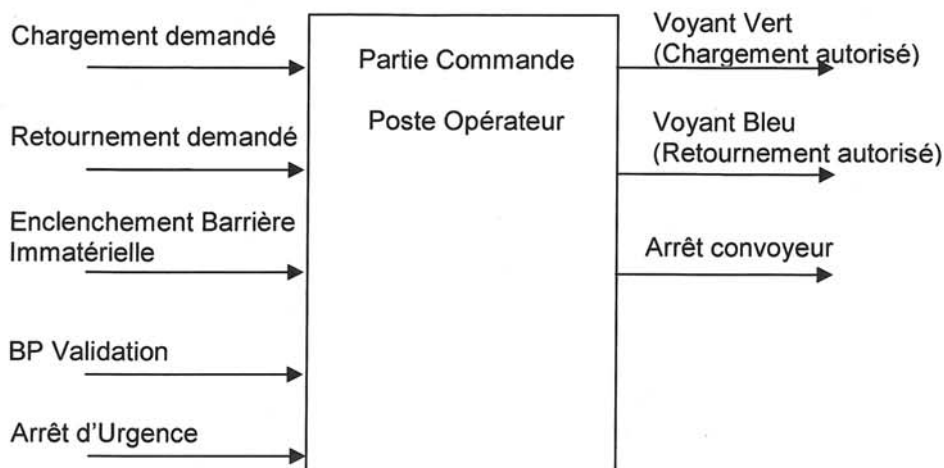 Chargement demandé
Retournement demandé
Enclenchement Barrière
Immatérielle
BP Validation
Arrêt d'Urgence
Partie Commande
Poste Opérateur
Voyant Vert
(Chargement autorisé)
Voyant Bleu
(Retournement autorisé)
Arrêt convoyeur